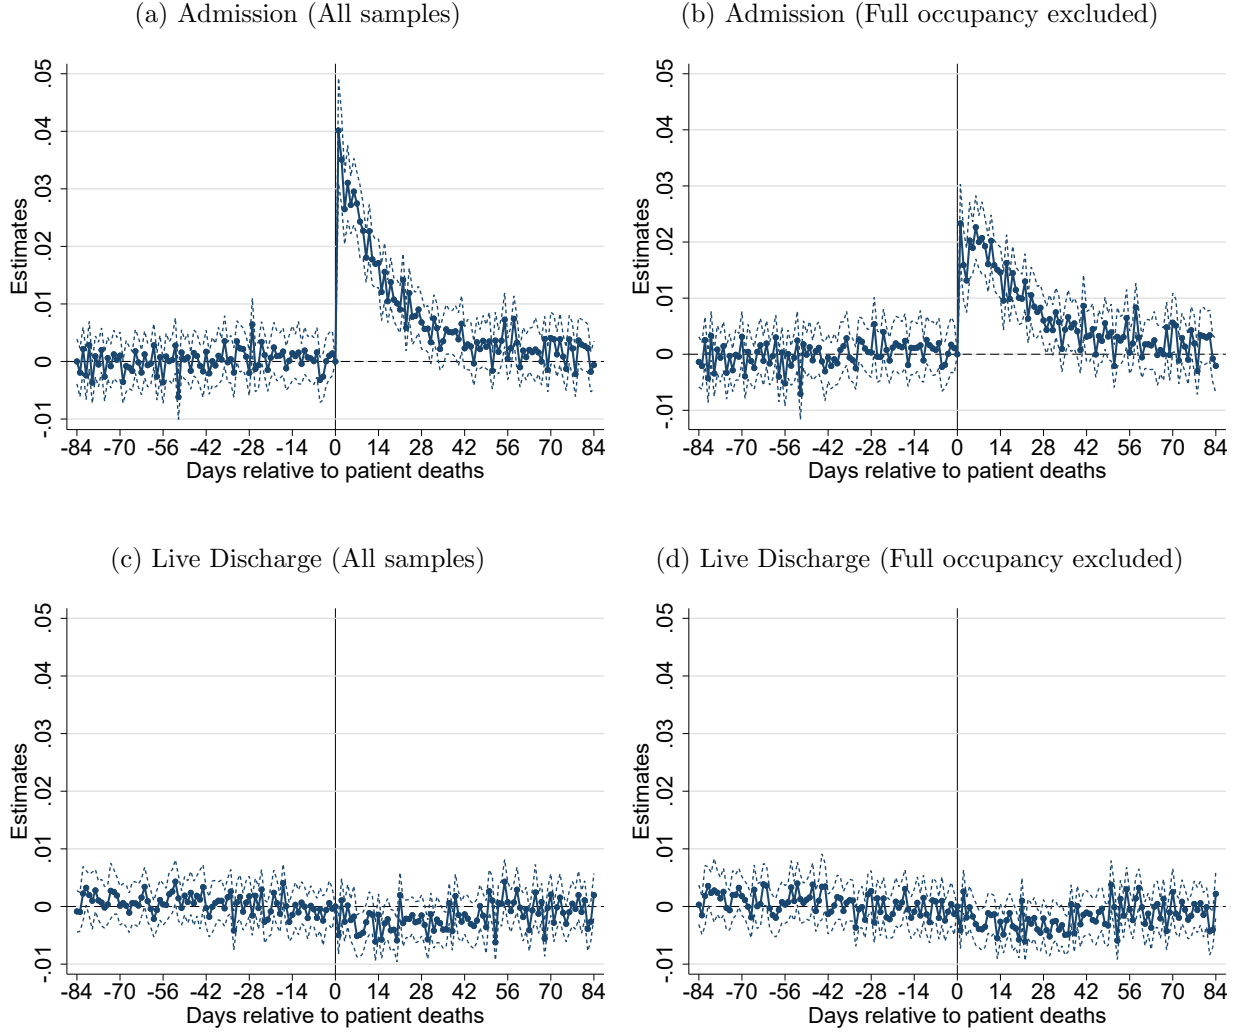 (a) Admission (All samples)
(b) Admission (Full occupancy excluded)
Estimates
.05
.04
.03
.02
.01
0
-.01
-84 -70 -56 -42 -28 -14 0 14 28 42 56 70 84
Days relative to patient deaths
Estimates
.05
.04
.03
.02
.01
0
-.01
-84 -70 -56 -42 -28 -14 0 14 28 42 56 70 84
Days relative to patient deaths
(c) Live Discharge (All samples)
(d) Live Discharge (Full occupancy excluded)
Estimates
.05
.04
.03
.02
.01
0
-.01
-84 -70 -56 -42 -28 -14 0 14 28 42 56 70 84
Days relative to patient deaths
Estimates
.05
.04
.03
.02
.01
0
-.01
-84 -70 -56 -42 -28 -14 0 14 28 42 56 70 84
Days relative to patient deaths